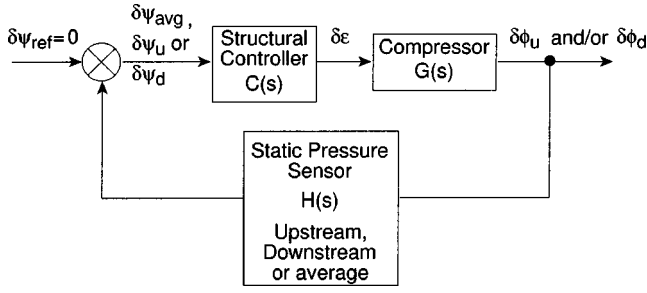 δψref=0
δψavg ,
δψu or
δψd
Structural
Controller
C(s)
δε
Compressor
G(s)
δϕu and/or δϕd
Static Pressure
Sensor
H(s)
Upstream,
Downstream
or average